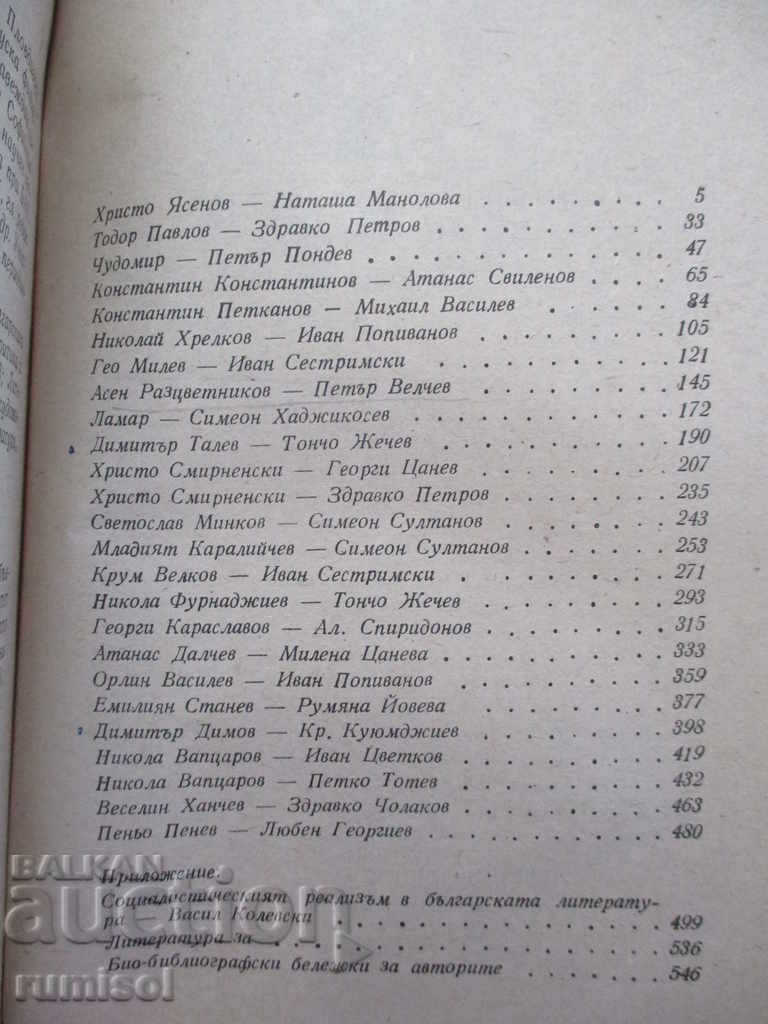 Христо Ясенов — Наташа Манолова . . . . . . . . 5
Тодор Павлов — Здравко Петров . . . . . . . . . 33
Чудомир — Петър Пондев . . . . . . . . . . . . 47
Константин Константинов — Атанас Свиленов . . . . 65
Константин Петканов — Михаил Василев . . . . . . 84
Николай Хрелков — Иван Попиванов . . . . . . . . 105
Гео Милев — Иван Сестримски . . . . . . . . . . 121
Асен Разцветников — Петър Велчев . . . . . . . . 145
Ламар — Симеон Хаджикосев . . . . . . . . . . 172
Димитър Талев — Тончо Жечев . . . . . . . . . 190
Христо Смирненски — Георги Цанев . . . . . . . . 207
Христо Смирненски — Здравко Петров . . . . . . . 235
Светослав Минков — Симеон Султанов . . . . . . . 243
Младият Каралийчев — Симеон Султанов . . . . . . 253
Крум Велков — Иван Сестримски . . . . . . . . . 271
Никола Фурнаджиев — Тончо Жечев . . . . . . . . 293
Георги Караславов — Ал. Спиридонов . . . . . . . 315
Атанас Далчев — Милена Цанева . . . . . . . . . 333
Орлин Василев — Иван Попиванов . . . . . . . . 359
Емилиян Станев — Румяна Йовева . . . . . . . . 377
Димитър Димов — Кр. Куюмджиев . . . . . . . . 398
Никола Вапцаров — Иван Цветков . . . . . . . . 419
Никола Вапцаров — Петко Тотев . . . . . . . . 432
Веселин Ханчев — Здравко Чолаков . . . . . . . . 463
Пеньо Пенев — Любен Георгиев . . . . . . . . . 480
Приложение:
Социалистическият реализъм в българската литерату-
ра — Васил Колевски . . . . . . . . . . . . 499
Литература за . . . . . . . . . . . . . . . 536
Био-библиографски бележки за авторите . . . . . . 546
BALKAN
auction
rumisol